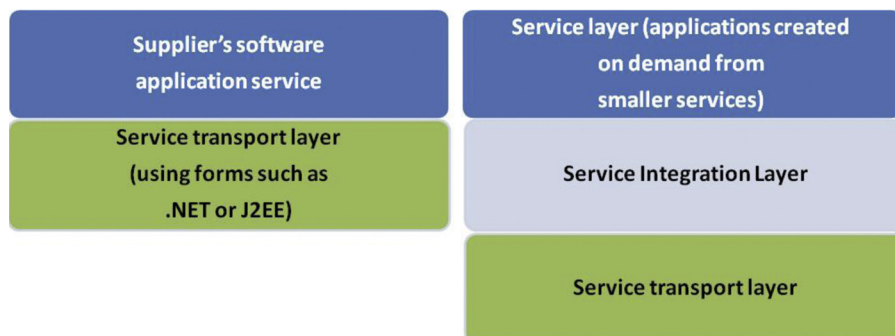 Supplier's software
application service
Service transport layer
(using forms such as
.NET or J2EE)
Service layer (applications created
on demand from
smaller services)
Service Integration Layer
Service transport layer